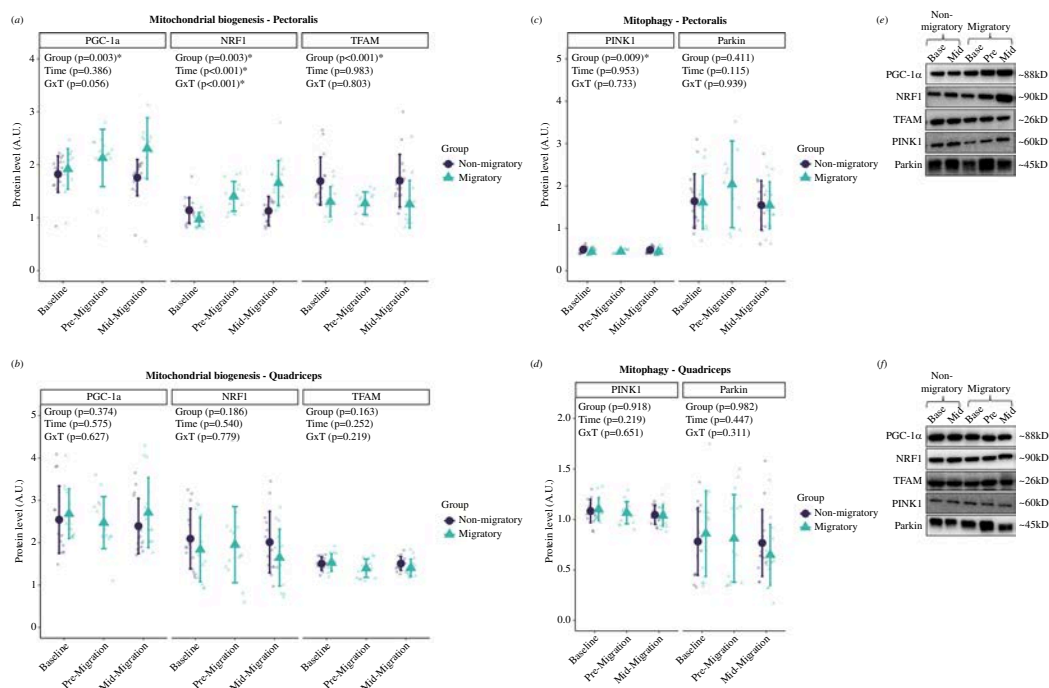 (a)
Mitochondrial biogenesis - Pectoralis
PGC-1a
NRF1
TFAM
Group (p=0.003)*
Time (p=0.386)
GxT (p=0.056)
Group (p=0.003)*
Time (p<0.001)*
GxT (p<0.001)*
Group (p<0.001)*
Time (p=0.983)
GxT (p=0.803)
Protein level (A.U.)
4
3
2
1
0
Baseline
Pre-Migration
Mid-Migration
Baseline
Pre-Migration
Mid-Migration
Baseline
Pre-Migration
Mid-Migration
Group
Non-migratory
Migratory
(c)
Mitophagy - Pectoralis
PINK1
Parkin
Group (p=0.009)*
Time (p=0.953)
GxT (p=0.733)
Group (p=0.411)
Time (p=0.115)
GxT (p=0.939)
Protein level (A.U.)
5
4
3
2
1
0
Baseline
Pre-Migration
Mid-Migration
Baseline
Pre-Migration
Mid-Migration
Group
Non-migratory
Migratory
(e)
Non-
migratory
Migratory
Base
Mid
Base
Pre
Mid
PGC-1α
~88kD
NRF1
~90kD
TFAM
~26kD
PINK1
~60kD
Parkin
~45kD
(b)
Mitochondrial biogenesis - Quadriceps
PGC-1a
NRF1
TFAM
Group (p=0.374)
Time (p=0.575)
GxT (p=0.627)
Group (p=0.186)
Time (p=0.540)
GxT (p=0.779)
Group (p=0.163)
Time (p=0.252)
GxT (p=0.219)
Protein level (A.U.)
5
4
3
2
1
0
Baseline
Pre-Migration
Mid-Migration
Baseline
Pre-Migration
Mid-Migration
Baseline
Pre-Migration
Mid-Migration
Group
Non-migratory
Migratory
(d)
Mitophagy - Quadriceps
PINK1
Parkin
Group (p=0.918)
Time (p=0.219)
GxT (p=0.651)
Group (p=0.982)
Time (p=0.447)
GxT (p=0.311)
Protein level (A.U.)
2.0
1.5
1.0
0.5
0.0
Baseline
Pre-Migration
Mid-Migration
Baseline
Pre-Migration
Mid-Migration
Group
Non-migratory
Migratory
(f)
Non-
migratory
Migratory
Base
Mid
Base
Pre
Mid
PGC-1α
~88kD
NRF1
~90kD
TFAM
~26kD
PINK1
~60kD
Parkin
~45kD